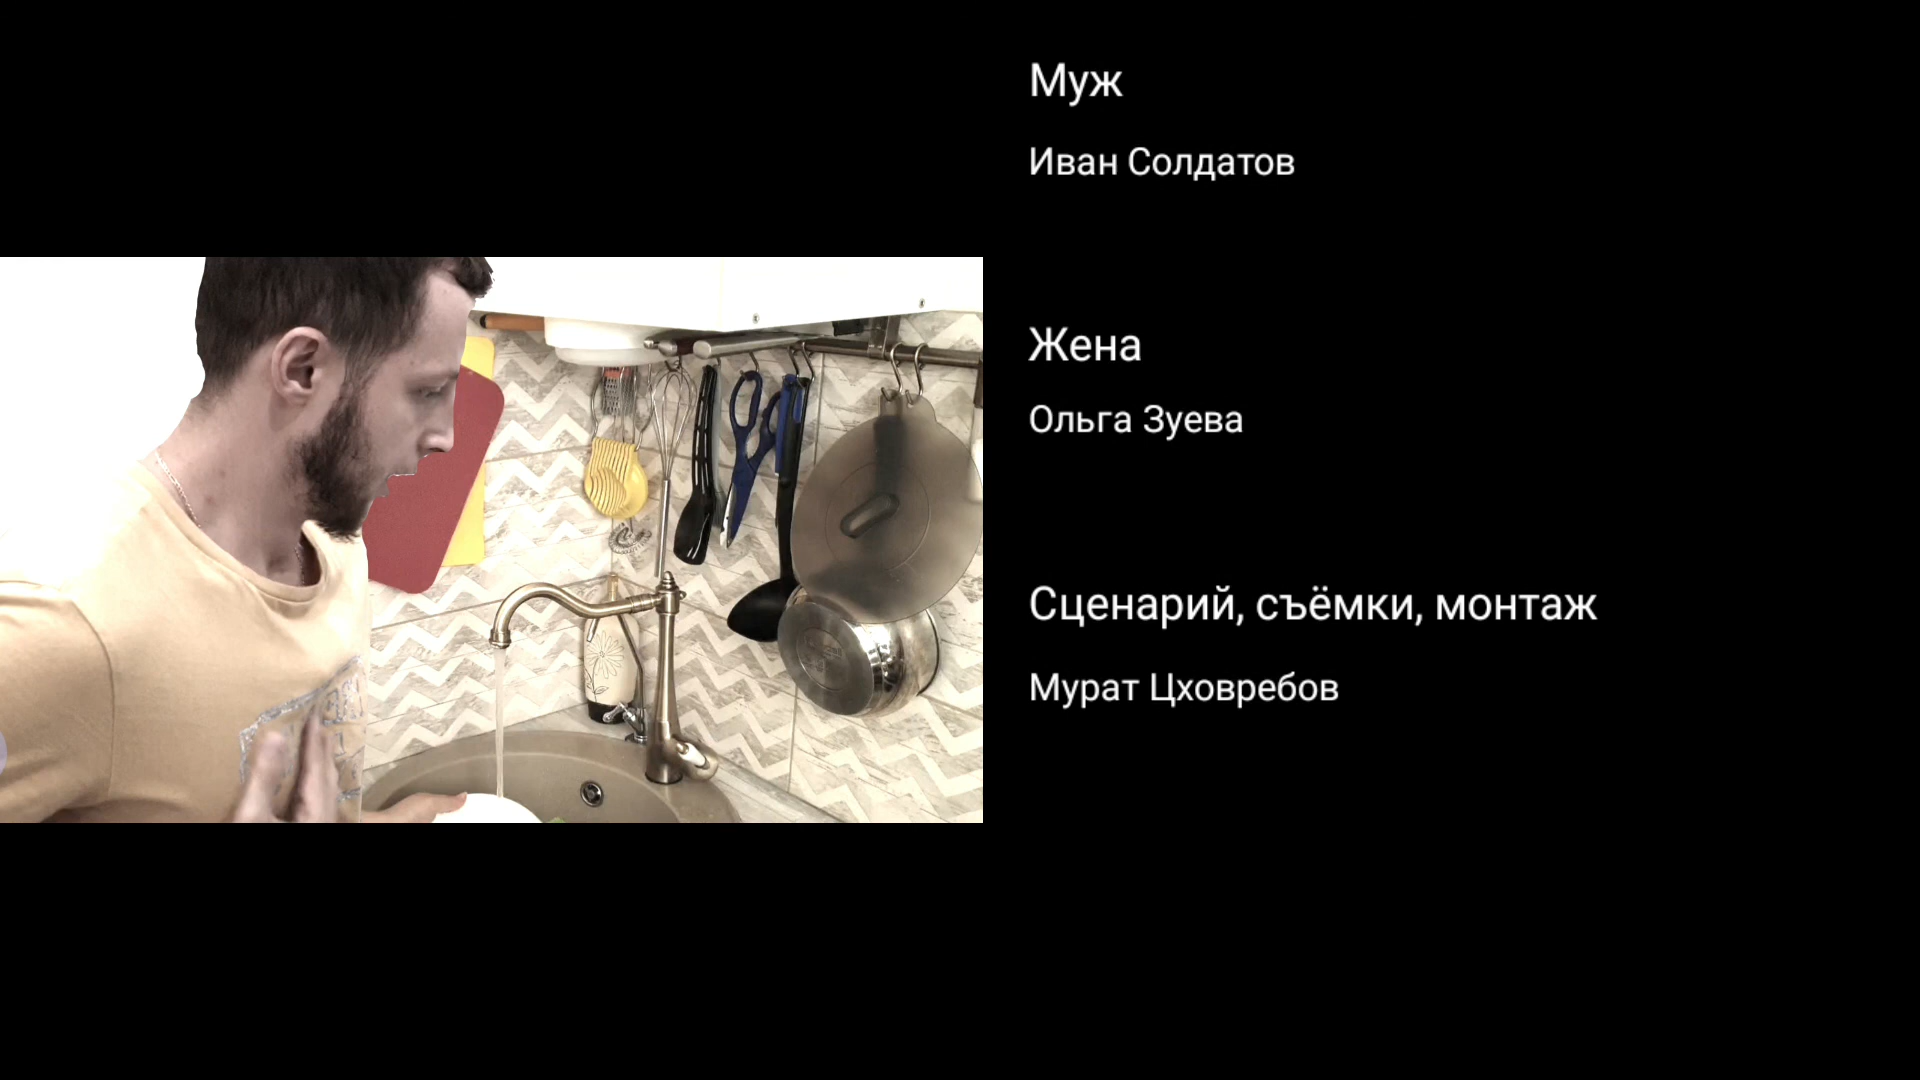 Муж
Иван Солдатов
Жена
Ольга Зуева
Сценарий, съёмки, монтаж
Мурат Цховребов